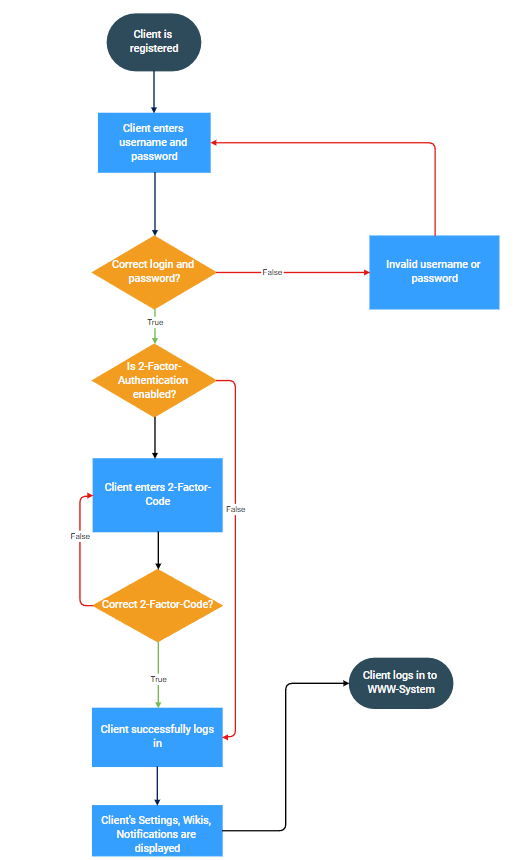 Client is
registered
Client enters
username and
password
Correct login and
password?
False
Invalid username or
password
True
Is 2-Factor-
Authentication
enabled?
Client enters 2-Factor-
Code
False
False
Correct 2-Factor-Code?
True
Client logs in to
WWW-System
Client successfully logs
in
Client's Settings, Wikis,
Notifications are
displayed